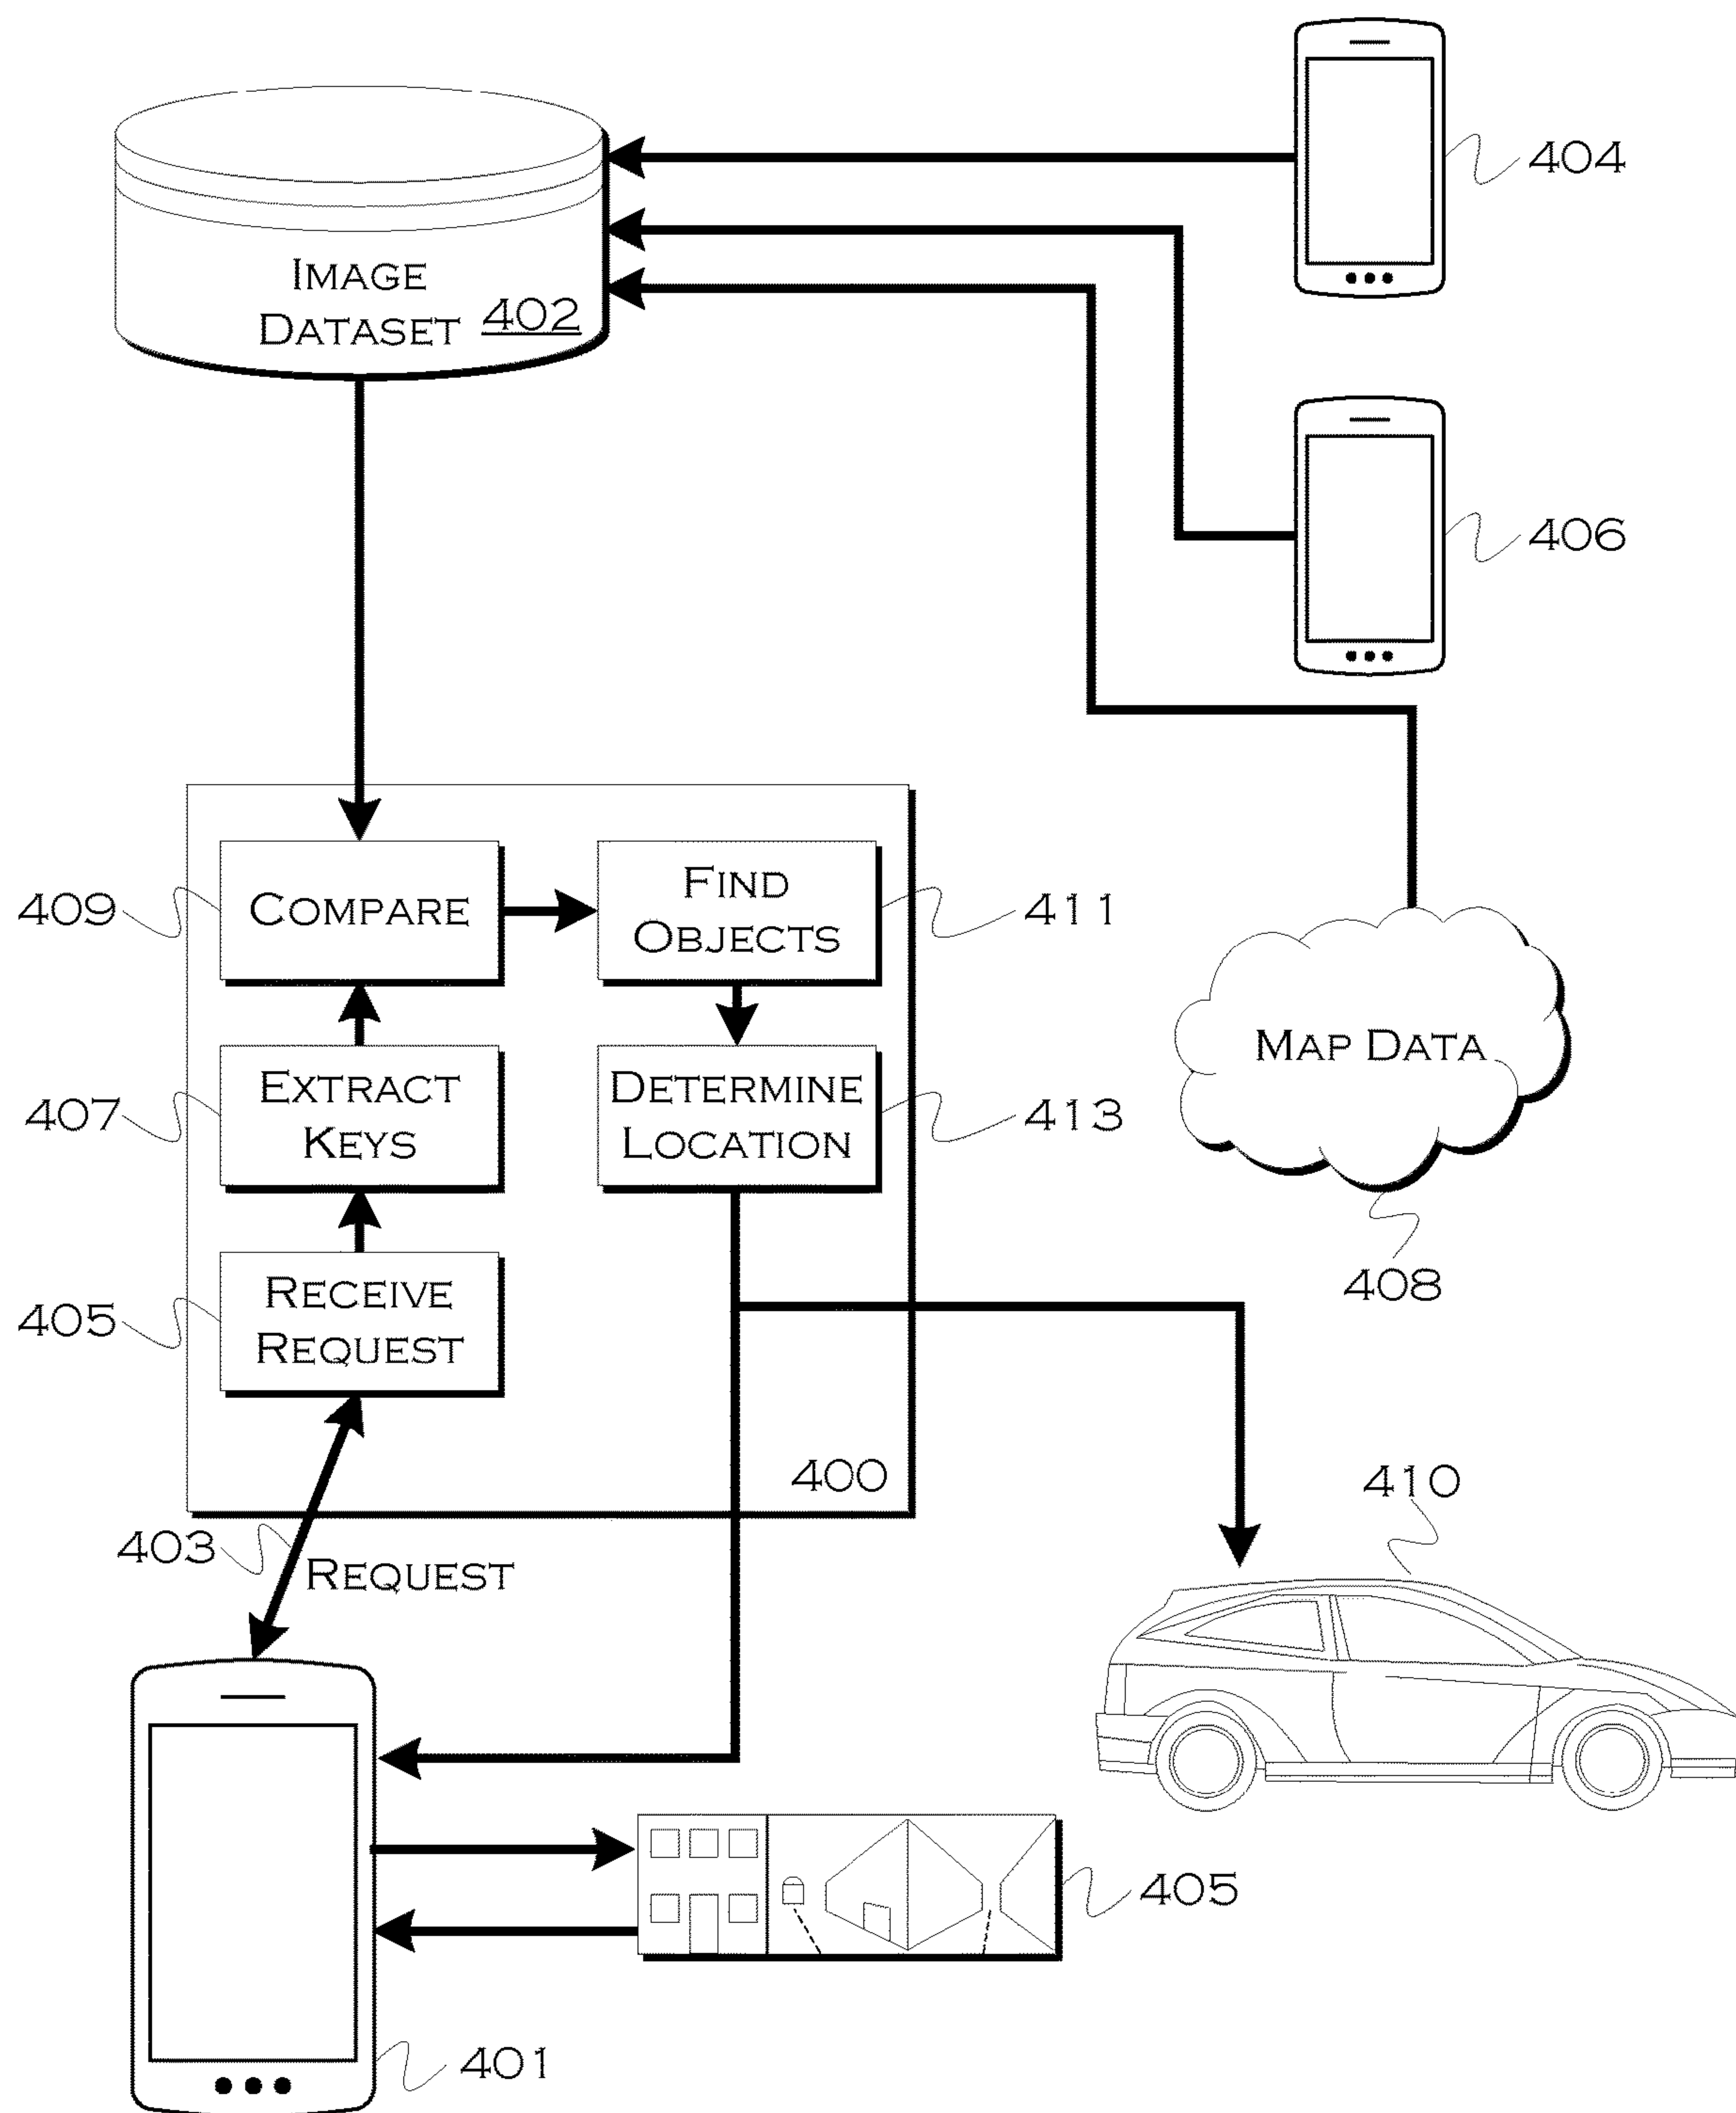 404
IMAGE
DATASET 402
406
COMPARE
409
FIND
OBJECTS
411
MAP DATA
EXTRACT
KEYS
407
DETERMINE
LOCATION
413
408
RECEIVE
REQUEST
405
400
410
403
REQUEST
405
401